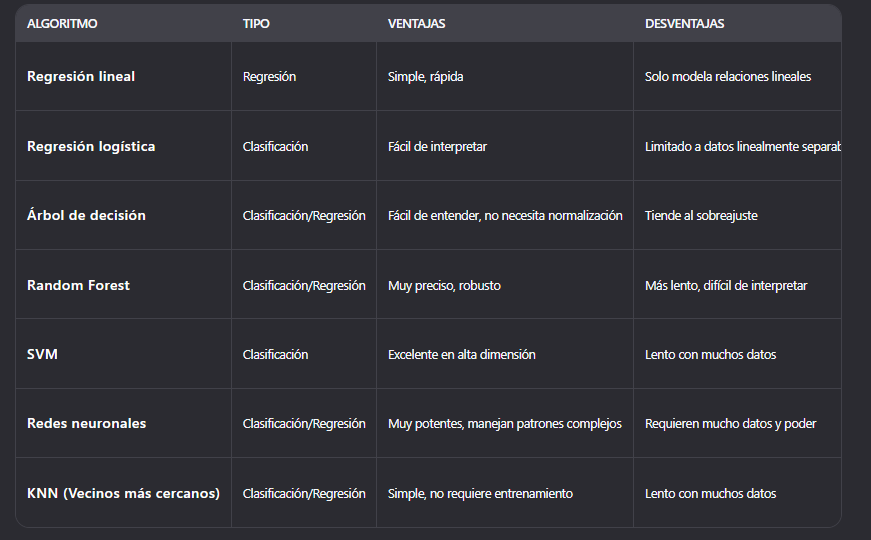 ALGORITMO TIPO VENTAJAS DESVENTAJAS
Regresión lineal Regresión Simple, rápida Solo modela relaciones lineales
Regresión logística Clasificación Fácil de interpretar Limitado a datos linealmente separab
Árbol de decisión Clasificación/Regresión Fácil de entender, no necesita normalización Tiende al sobreajuste
Random Forest Clasificación/Regresión Muy preciso, robusto Más lento, difícil de interpretar
SVM Clasificación Excelente en alta dimensión Lento con muchos datos
Redes neuronales Clasificación/Regresión Muy potentes, manejan patrones complejos Requieren mucho datos y poder
KNN (Vecinos más cercanos) Clasificación/Regresión Simple, no requiere entrenamiento Lento con muchos datos